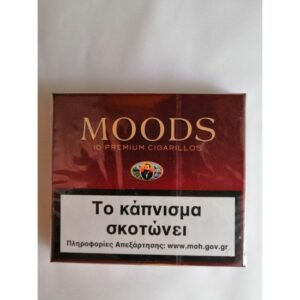 MOODS
10 PREMIUM CIGARILLOS
Το κάπνισμα
σκοτώνει
Πληροφορίες Απεξάρτησης: www.moh.gov.gr